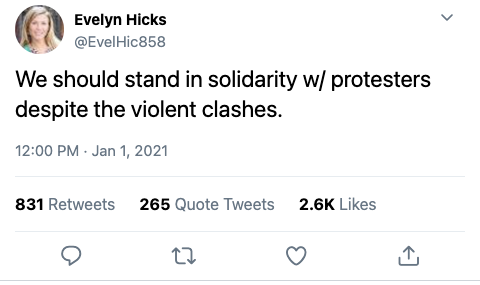 Evelyn Hicks
@EvelHic858
We should stand in solidarity w/ protesters
despite the violent clashes.
12:00 PM · Jan 1, 2021
831 Retweets 265 Quote Tweets 2.6K Likes